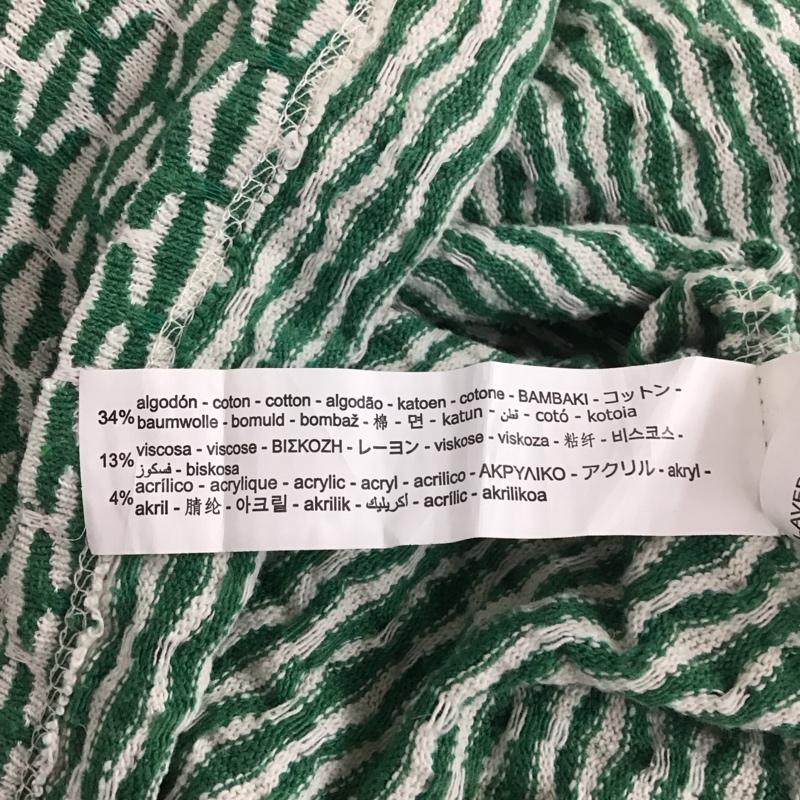 34% algodón - coton - cotton - algodão - katoen - cotone - BAMBAKI - コットン -
baumwolle - bomuld - bombaž - 棉 - 면 - katun - قطن - cotó - kotoia
13% viscosa - viscose - ΒΙΣΚΟΖΗ - レーヨン - viskose - viskoza - 粘纤 - 비스코스 -
فسكوز - biskosa
4% acrílico - acrylique - acrylic - acryl - acrilico - ΑΚΡΥΛΙΚΟ - アクリル - akryl -
akril - 腈纶 - 아크릴 - akrilik - أكريليك - acrílic - akrilikoa